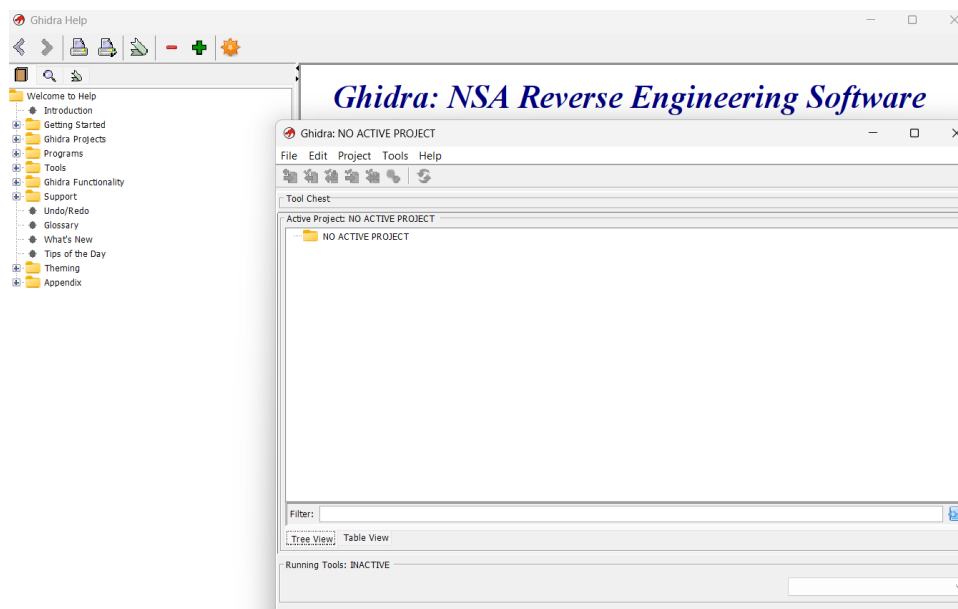 Ghidra Help
Welcome to Help
Introduction
Getting Started
Ghidra Projects
Programs
Tools
Ghidra Functionality
Support
Undo/Redo
Glossary
What's New
Tips of the Day
Theming
Appendix
Ghidra: NSA Reverse Engineering Software
Ghidra: NO ACTIVE PROJECT
File Edit Project Tools Help
Tool Chest
Active Project: NO ACTIVE PROJECT
NO ACTIVE PROJECT
Filter:
Tree View Table View
Running Tools: INACTIVE